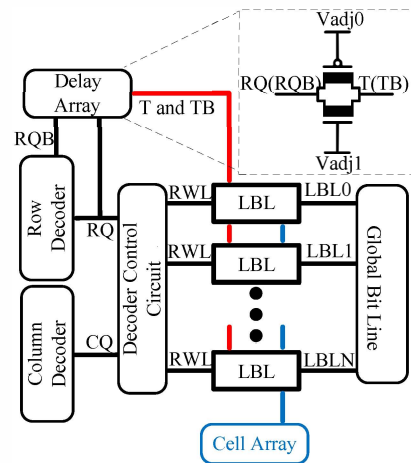 Vadj0
RQ(RQB)
T(TB)
Vadj1
Delay
Array
T and TB
RQB
Row
Decoder
RQ
Decoder Control
Circuit
RWL
LBL
LBL0
RWL
LBL
LBL1
Global Bit Line
Column
Decoder
CQ
RWL
LBL
LBLN
Cell Array